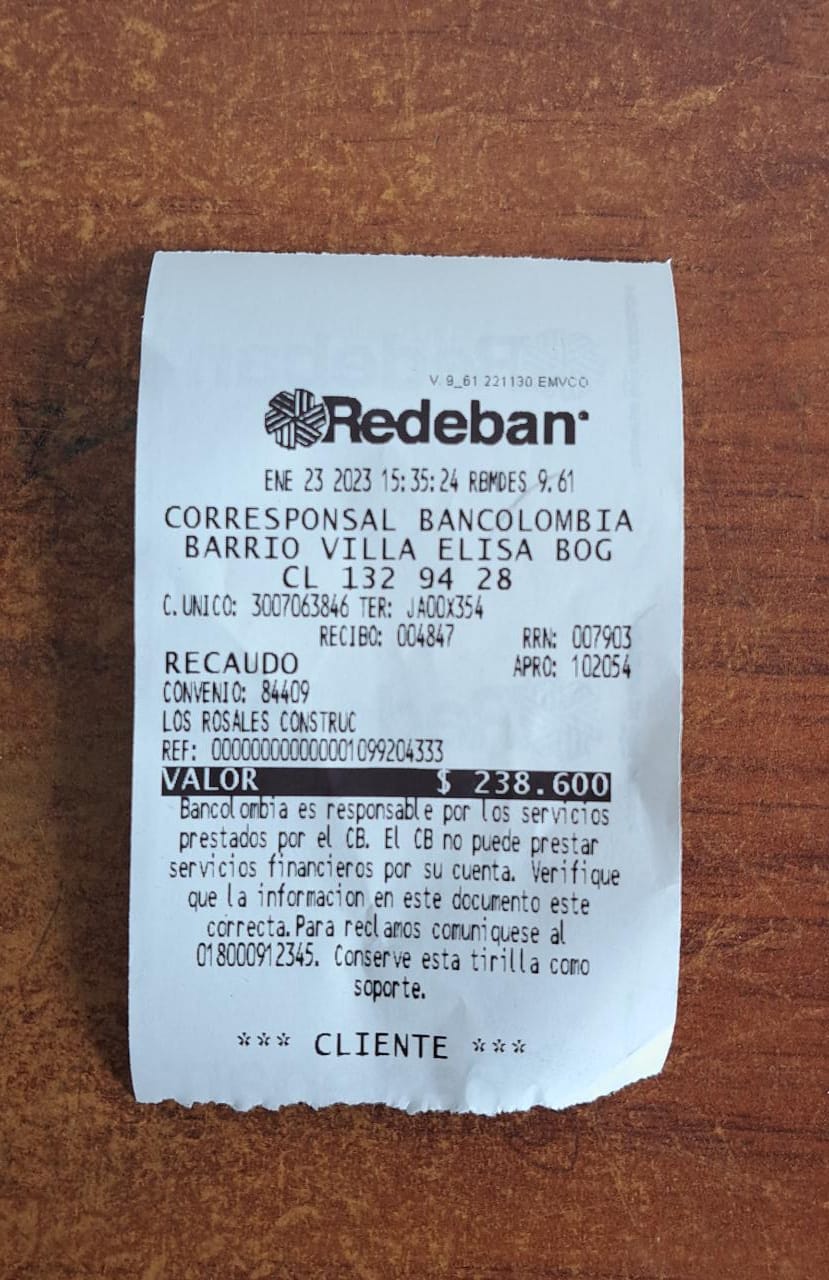 V. 9_61 221130 EMVCO
Redeban
ENE 23 2023 15:35:24 RBMDES 9.61
CORRESPONSAL BANCOLOMBIA
BARRIO VILLA ELISA BOG
CL 132 94 28
C.UNICO: 3007063846 TER: JA00X354
RECIBO: 004847 RRN: 007903
RECAUDO APRO: 102054
CONVENIO: 84409
LOS ROSALES CONSTRUC
REF: 00000000000001099204333
VALOR $ 238.600
Bancolombia es responsable por los servicios
prestados por el CB. El CB no puede prestar
servicios financieros por su cuenta. Verifique
que la informacion en este documento este
correcta.Para reclamos comuniquese al
018000912345. Conserve esta tirilla como
soporte.
*** CLIENTE ***